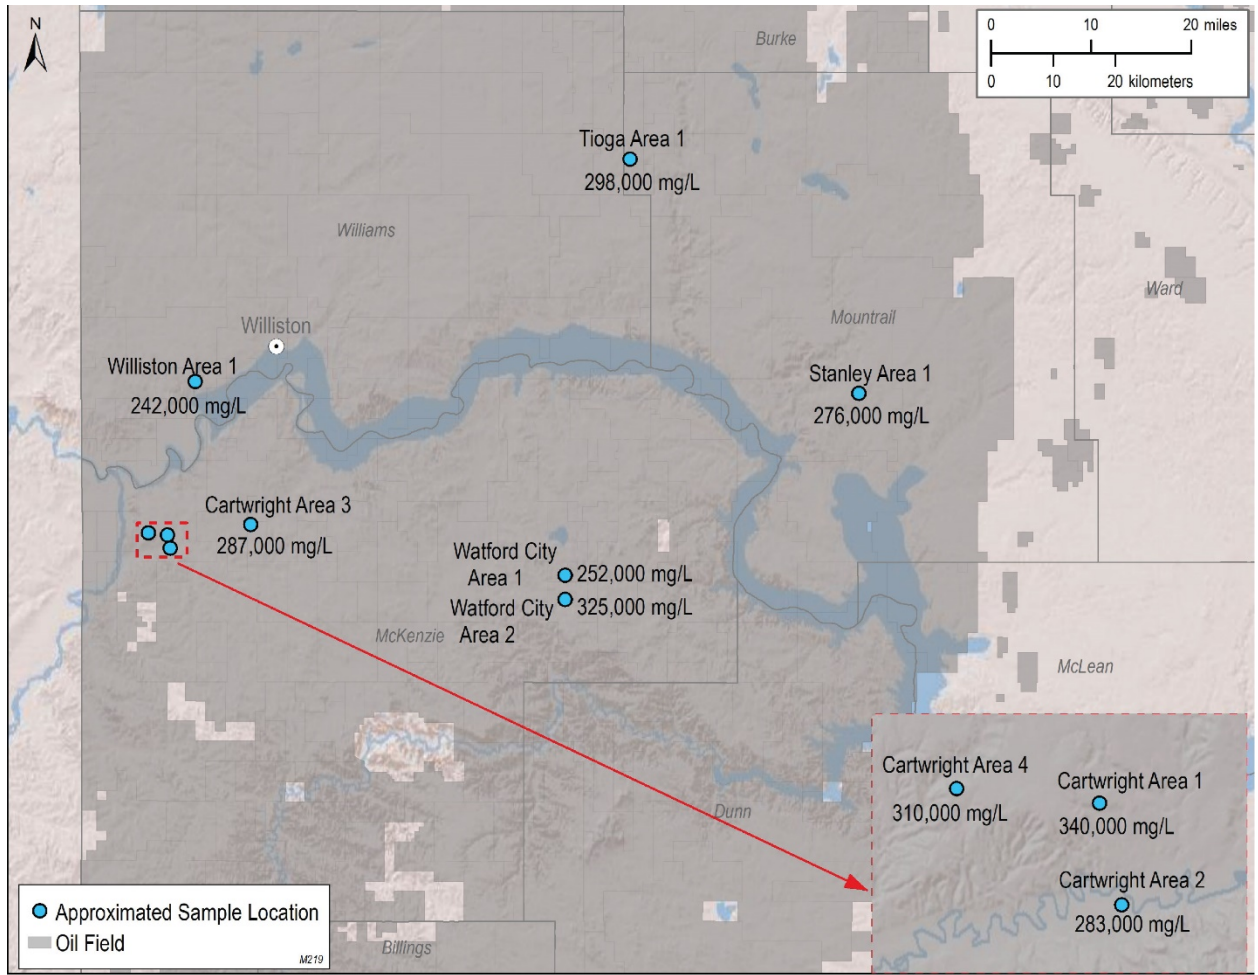 N
Burke
0 10 20 miles
0 10 20 kilometers
Tioga Area 1
298,000 mg/L
Williams
Ward
Mountrail
Williston
Williston Area 1
242,000 mg/L
Stanley Area 1
276,000 mg/L
Cartwright Area 3
287,000 mg/L
Watford City
Area 1
252,000 mg/L
Watford City
Area 2
325,000 mg/L
McKenzie
McLean
Dunn
Cartwright Area 4
310,000 mg/L
Cartwright Area 1
340,000 mg/L
Cartwright Area 2
283,000 mg/L
Approximated Sample Location
Oil Field
M219
Billings